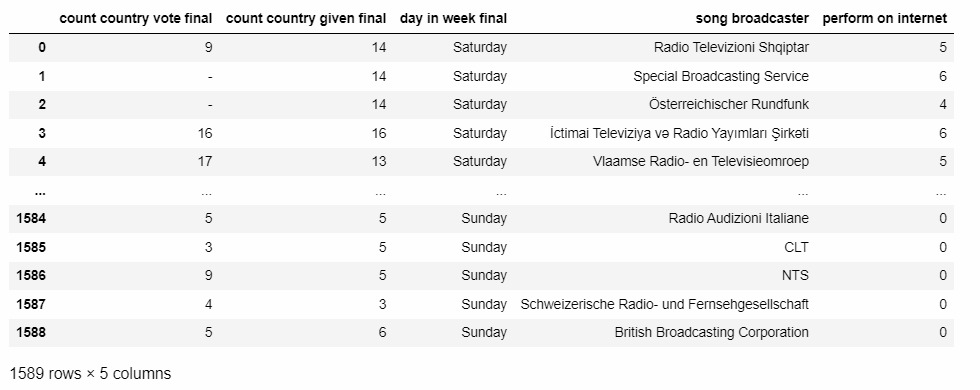 count country vote final count country given final day in week final song broadcaster perform on internet
0 9 14 Saturday Radio Televizioni Shqiptar 5
1 - 14 Saturday Special Broadcasting Service 6
2 - 14 Saturday Österreichischer Rundfunk 4
3 16 16 Saturday İctimai Televiziya və Radio Yayımları Şirkəti 6
4 17 13 Saturday Vlaamse Radio- en Televisieomroep 5
... ... ... ... ... ...
1584 5 5 Sunday Radio Audizioni Italiane 0
1585 3 5 Sunday CLT 0
1586 9 5 Sunday NTS 0
1587 4 3 Sunday Schweizerische Radio- und Fernsehgesellschaft 0
1588 5 6 Sunday British Broadcasting Corporation 0
1589 rows × 5 columns